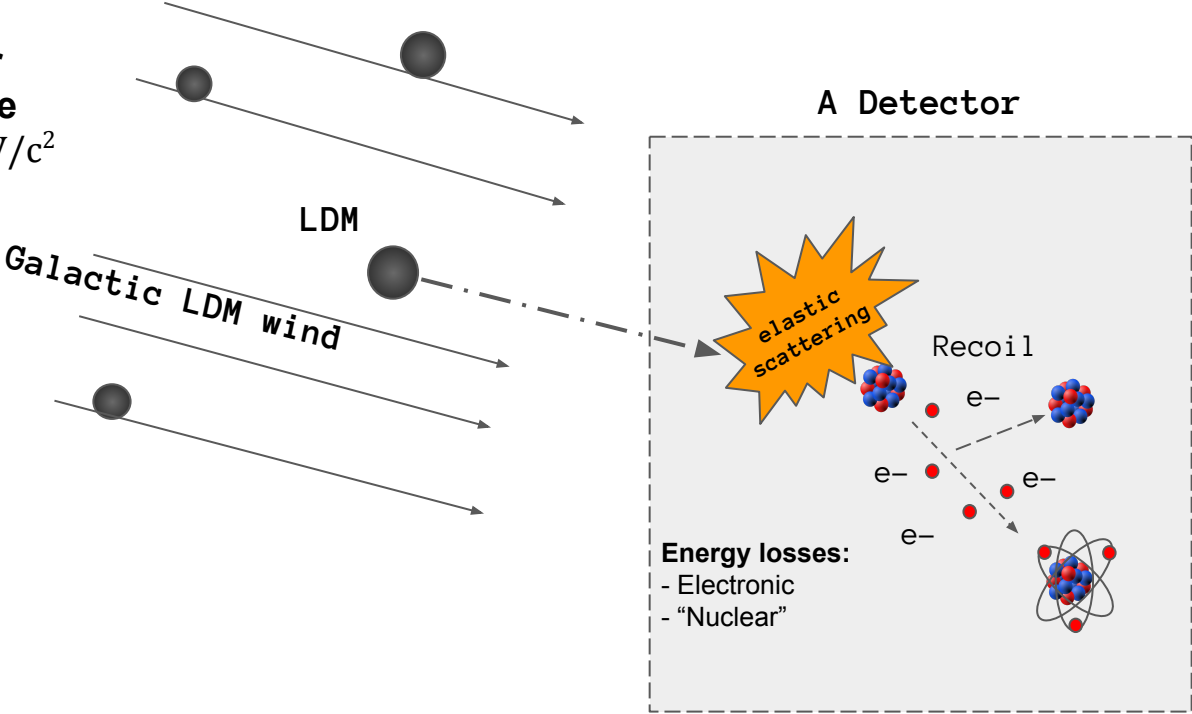 A Detector
V/c²
LDM
Galactic LDM wind
elastic
scattering
Recoil
e-
e-
e-
e-
Energy losses:
- Electronic
- “Nuclear”